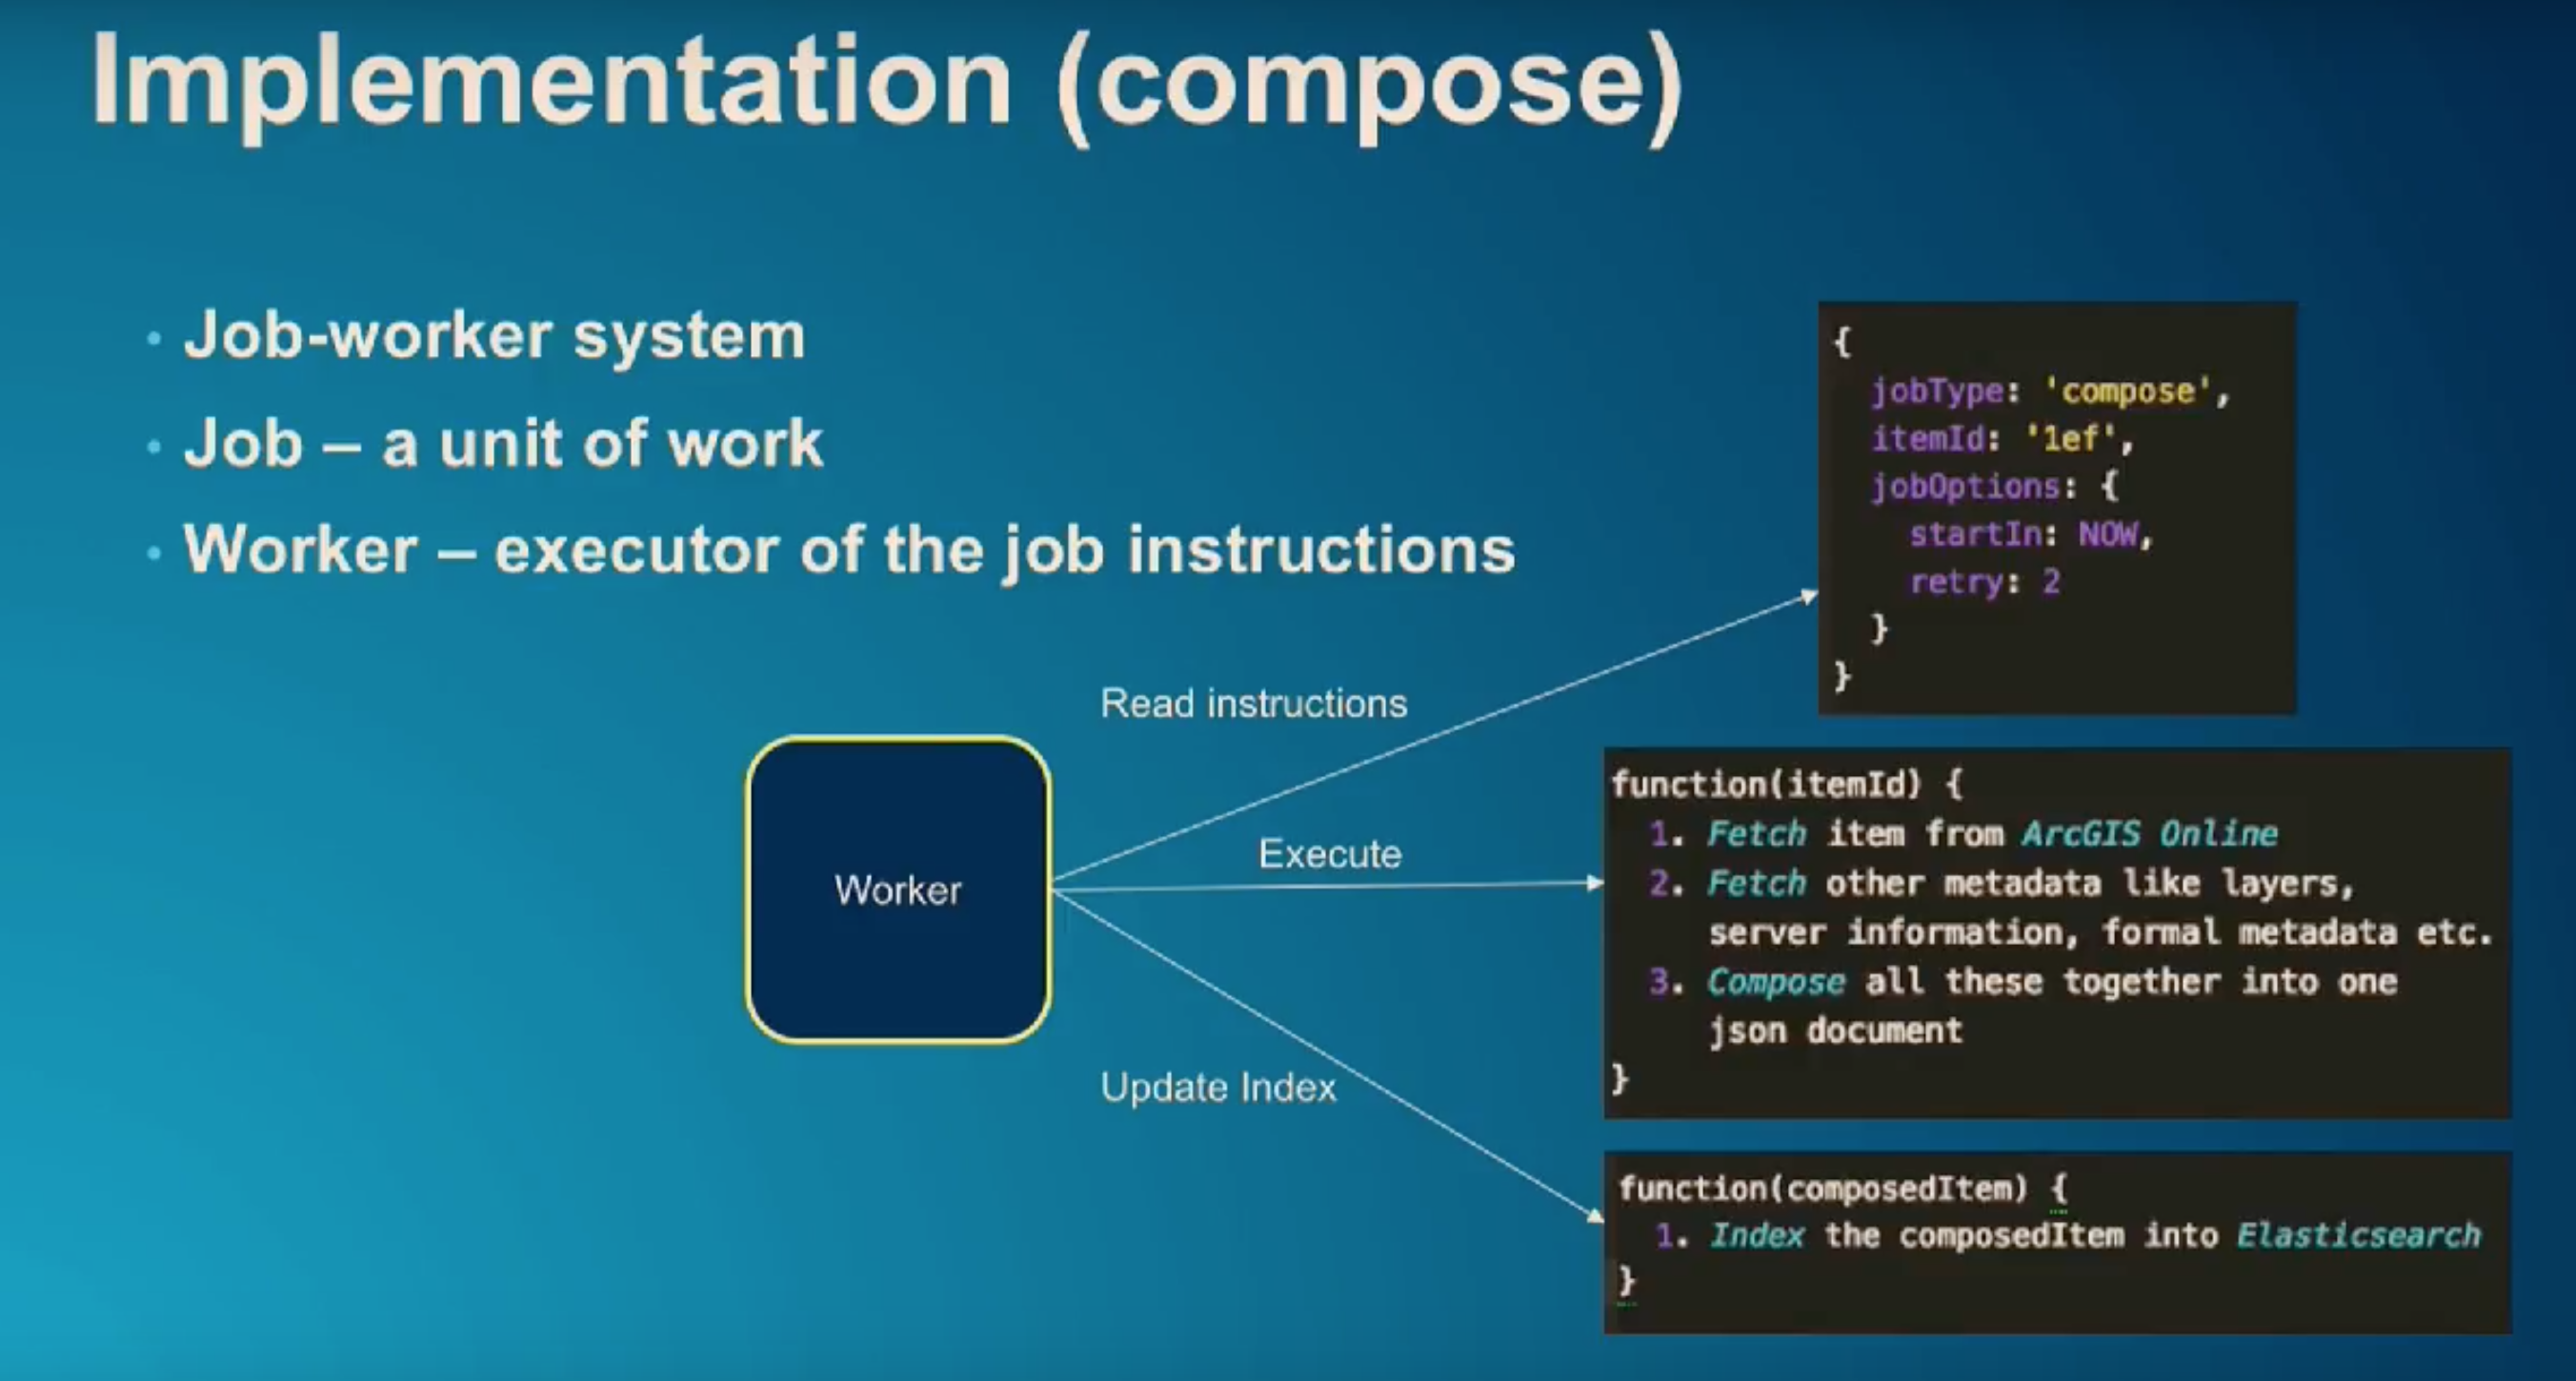 Implementation (compose)
• Job-worker system
• Job – a unit of work
• Worker – executor of the job instructions
{
jobType: 'compose',
itemId: '1ef',
jobOptions: {
startIn: NOW,
retry: 2
}
}
Read instructions
Worker
Execute
function(itemId) {
1. Fetch item from ArcGIS Online
2. Fetch other metadata like layers,
server information, formal metadata etc.
3. Compose all these together into one
json document
}
Update Index
function(composedItem) {
1. Index the composedItem into Elasticsearch
}